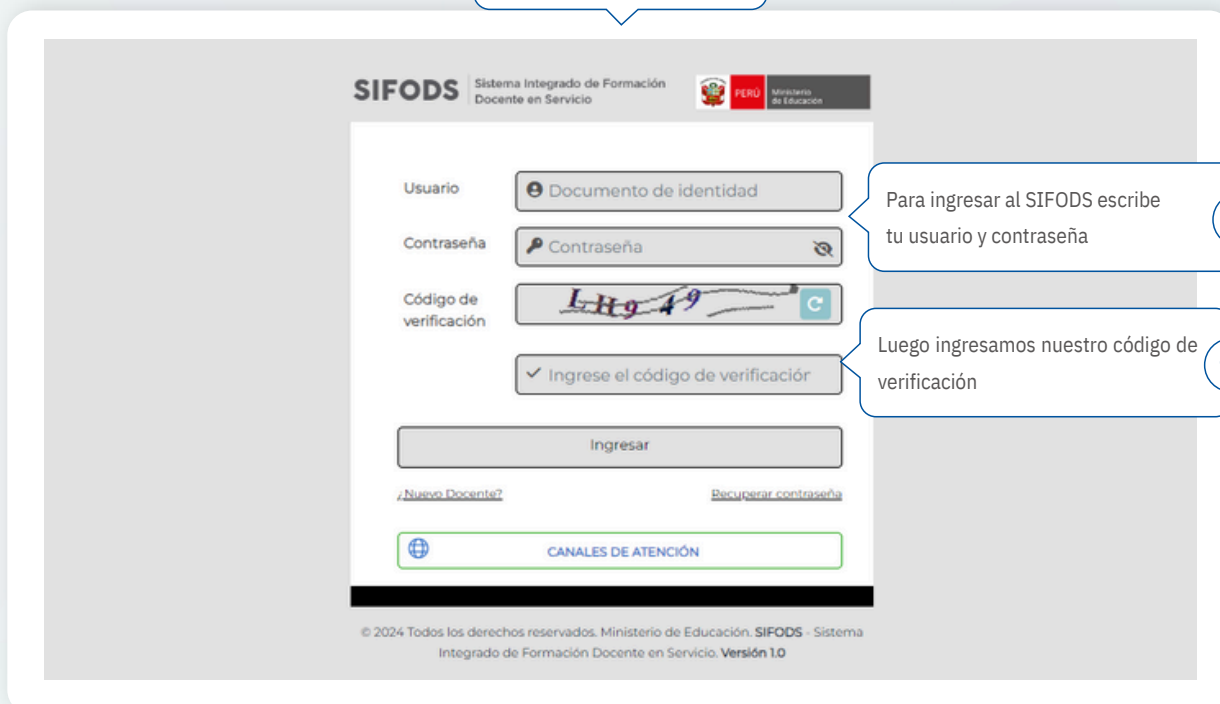 SIFODS
Sistema Integrado de Formación
Docente en Servicio
PERÚ
Ministerio
de Educación
Usuario
Documento de identidad
Para ingresar al SIFODS escribe
tu usuario y contraseña
Contraseña
Contraseña
Código de
verificación
LH949
Luego ingresamos nuestro código de
verificación
Ingrese el código de verificación
Ingresar
¿Nuevo Docente?
Recuperar contraseña
CANALES DE ATENCIÓN
© 2024 Todos los derechos reservados. Ministerio de Educación. SIFODS - Sistema
Integrado de Formación Docente en Servicio. Versión 1.0